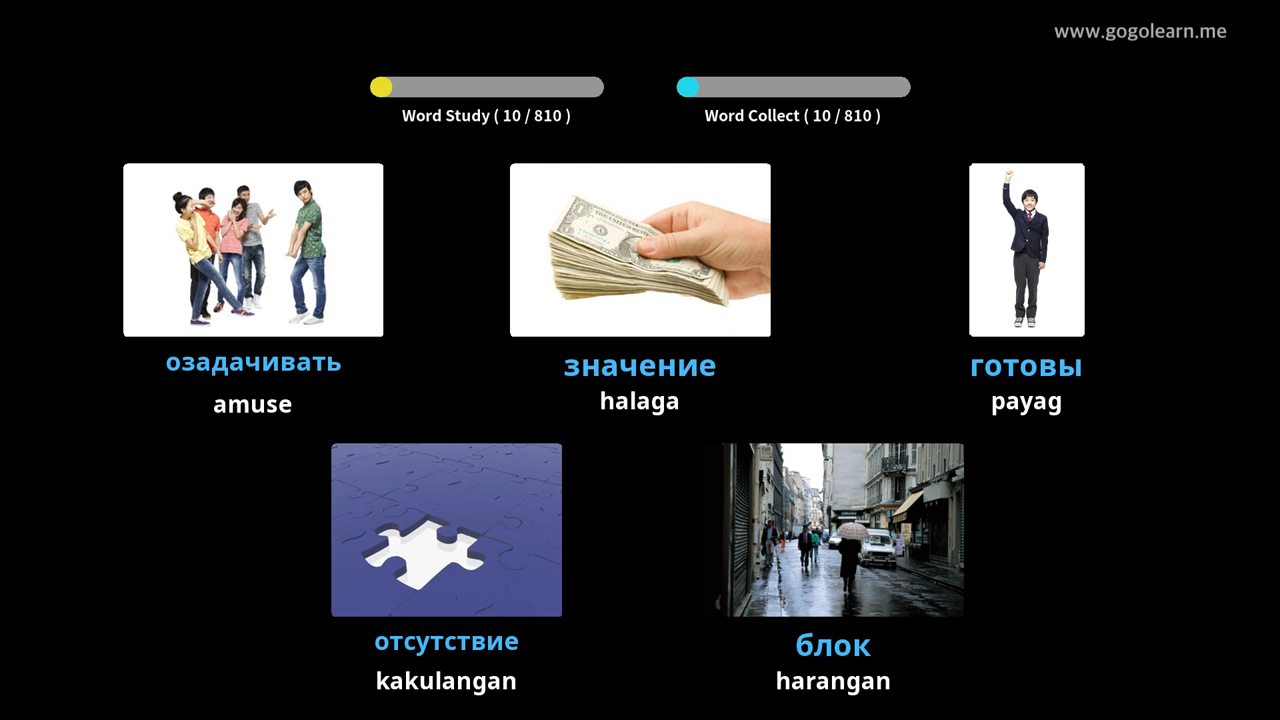 www.gogolearn.me
Word Study ( 10 / 810 )
Word Collect ( 10 / 810 )
озадачивать
amuse
значение
halaga
готовы
payag
отсутствие
kakulangan
блок
harangan